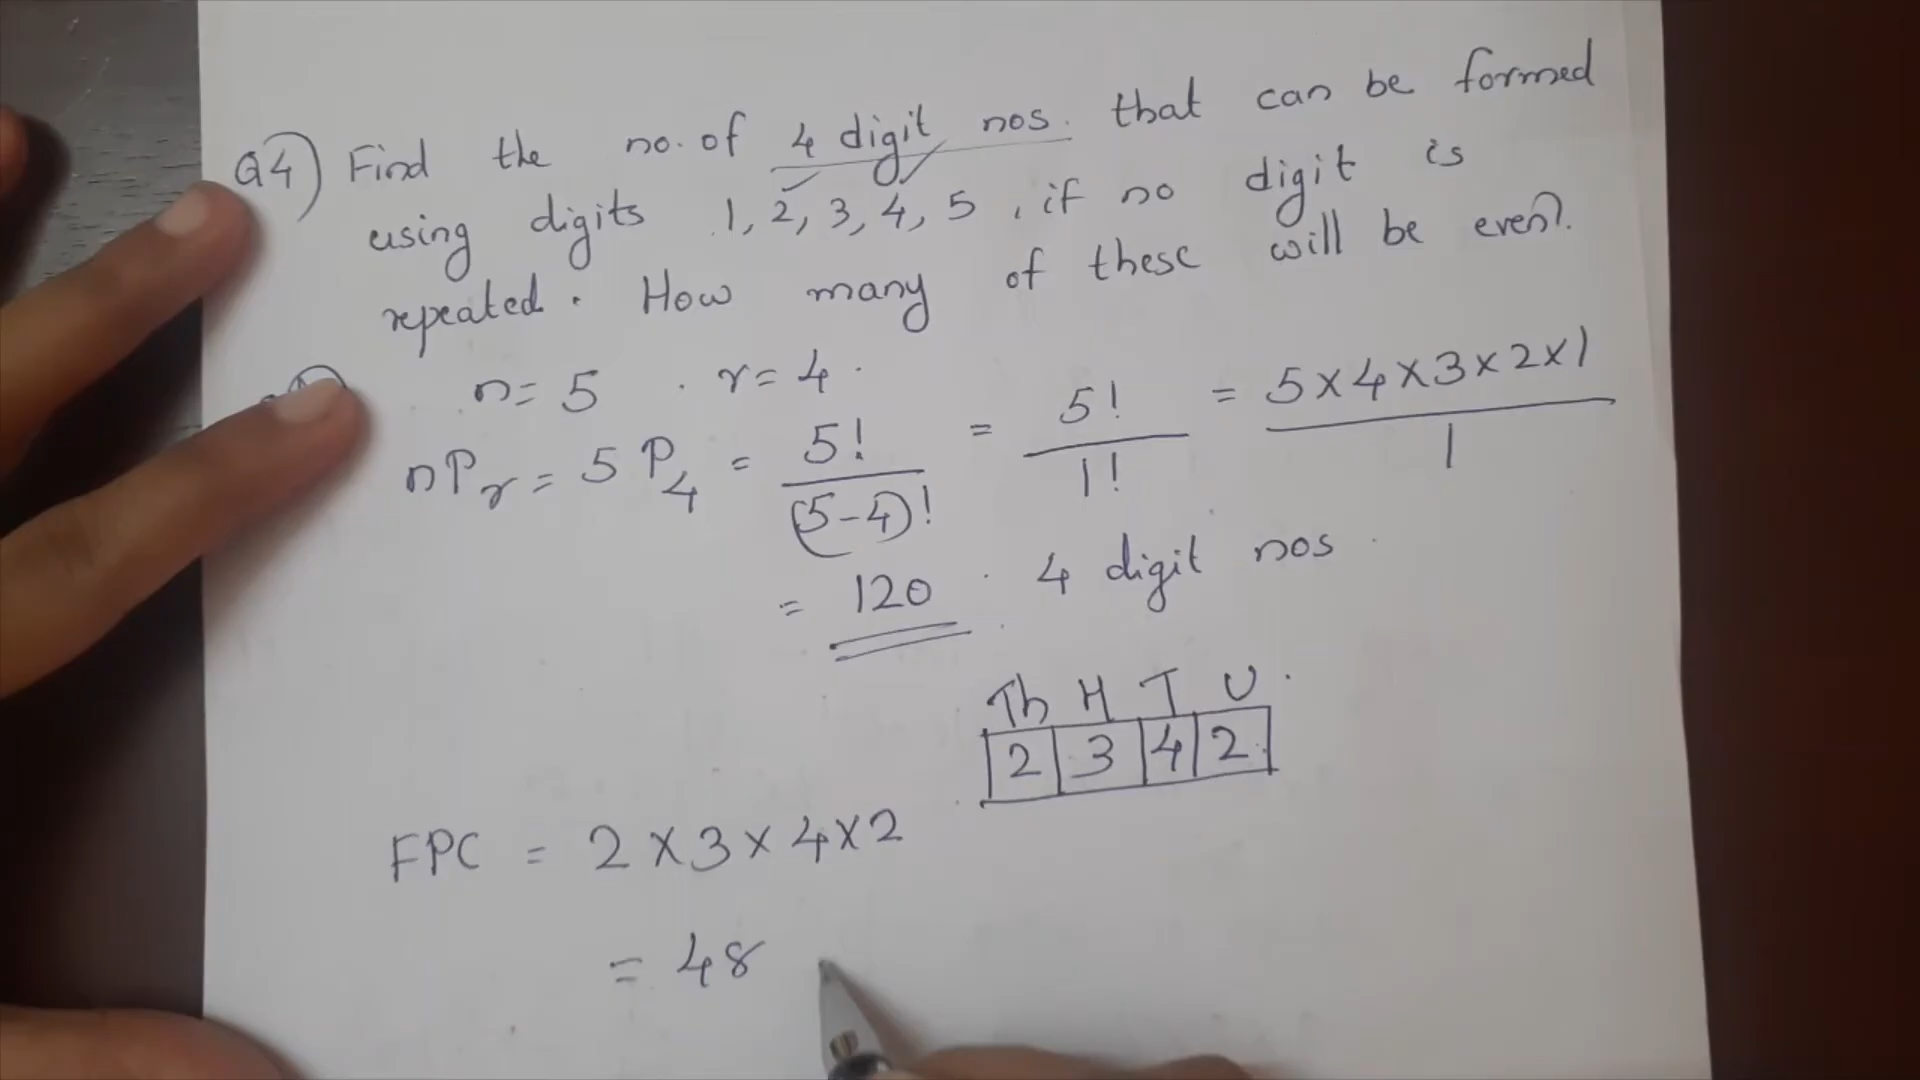 Q4) Find the no. of 4 digit nos. that can be formed
using digits 1, 2, 3, 4, 5, if no digit is
repeated. How many of these will be even?
n = 5 r = 4
nPr = 5P4 = 5!/(5-4)! = 5!/1! = 5×4×3×2×1/1
= 120 4 digit nos
Th H T U
2 3 4 2
FPC = 2×3×4×2
= 48